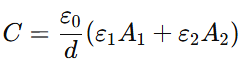 C = \frac{\varepsilon_0}{d}(\varepsilon_1 A_1 + \varepsilon_2 A_2)